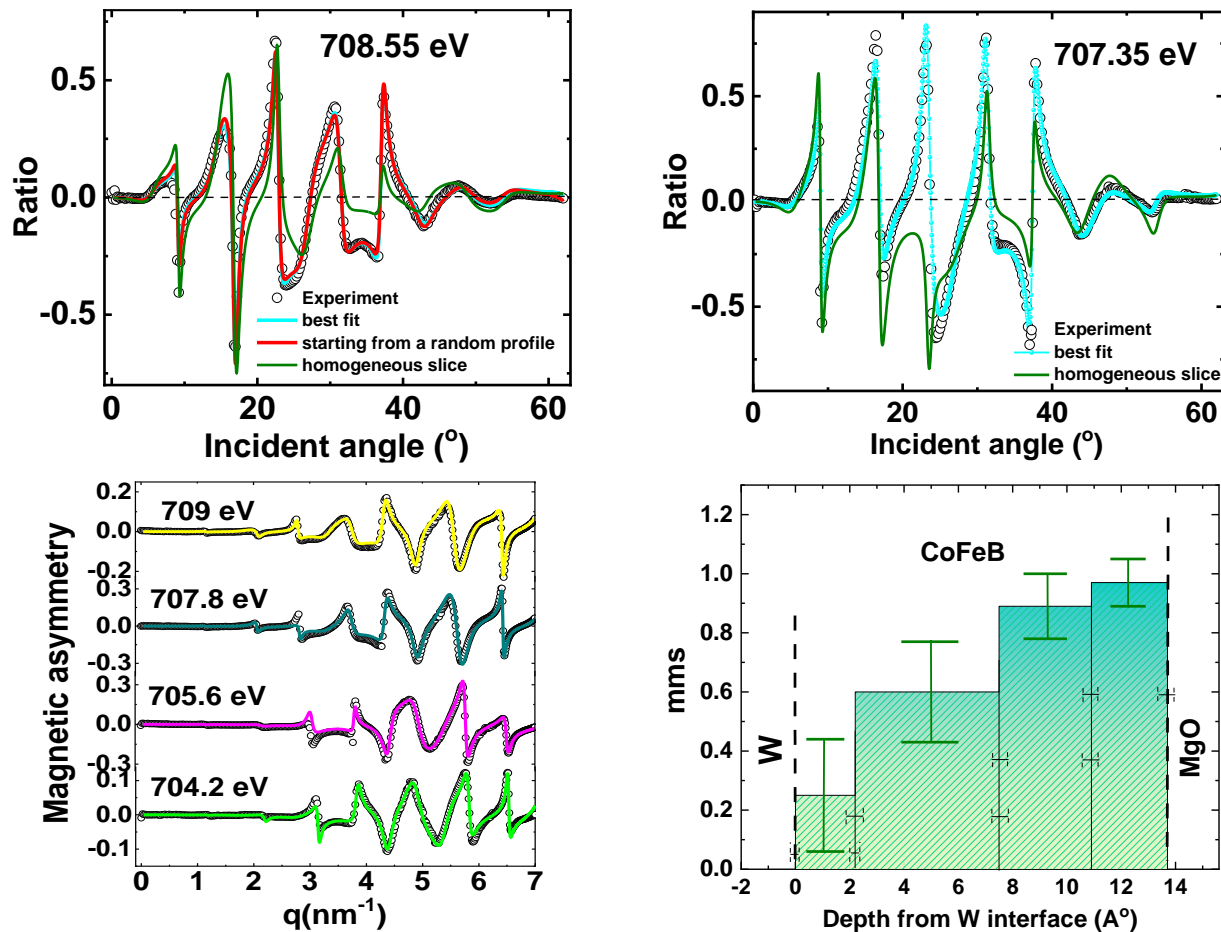 708.55 eV
0.5
0.0
-0.5
Ratio
Experiment
best fit
starting from a random profile
homogeneous slice
0 20 40 60
Incident angle (°)
707.35 eV
0.5
0.0
-0.5
Ratio
Experiment
best fit
homogeneous slice
0 20 40 60
Incident angle (°)
Magnetic asymmetry
0.2
0.0
-0.2
709 eV
0.3
0.0
-0.3
707.8 eV
0.3
0.0
-0.3
705.6 eV
0.1
0.0
-0.1
704.2 eV
0 1 2 3 4 5 6 7
q(nm⁻¹)
1.2
1.0
0.8
0.6
0.4
0.2
0.0
mms
CoFeB
W
MgO
-2 0 2 4 6 8 10 12 14
Depth from W interface (A°)